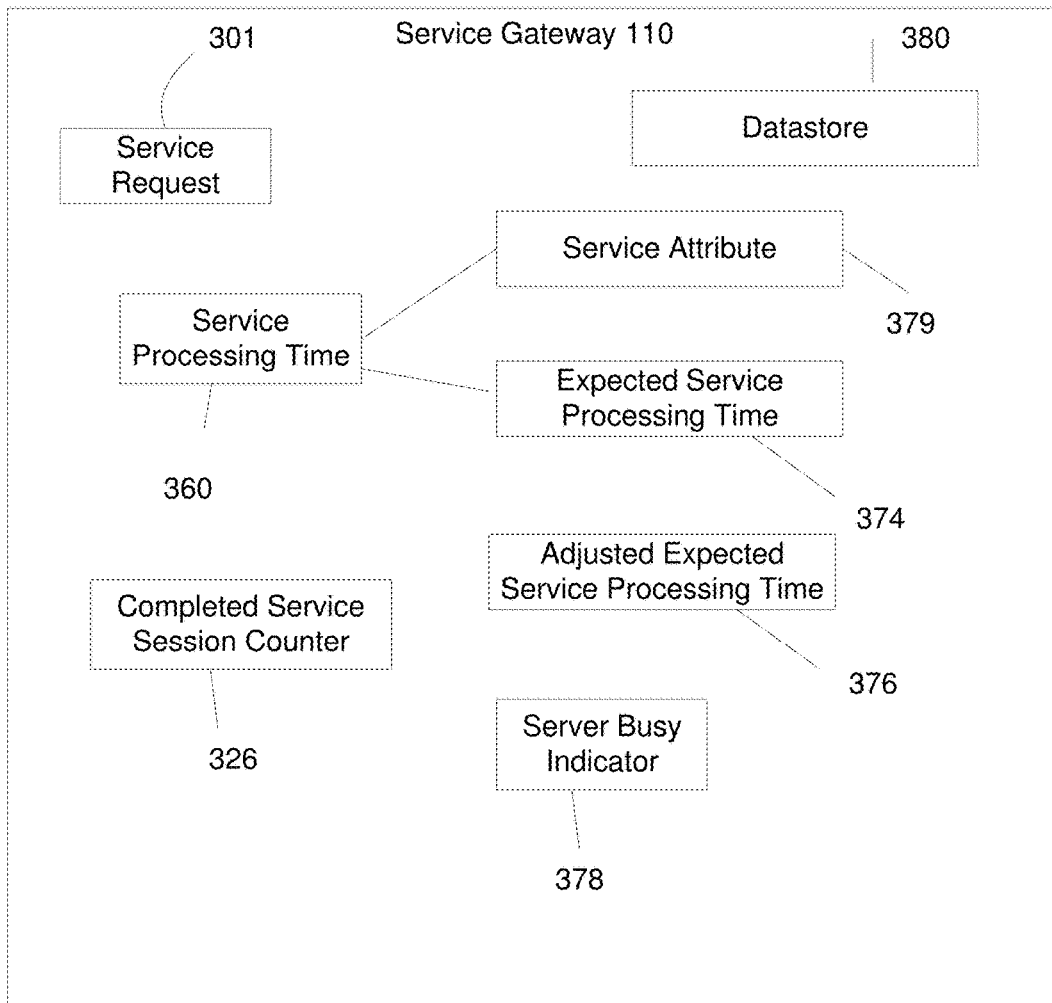 301
Service Gateway 110
380
Service
Request
Datastore
Service Attribute
379
Service
Processing Time
360
Expected Service
Processing Time
374
Adjusted Expected
Service Processing Time
376
Completed Service
Session Counter
326
Server Busy
Indicator
378